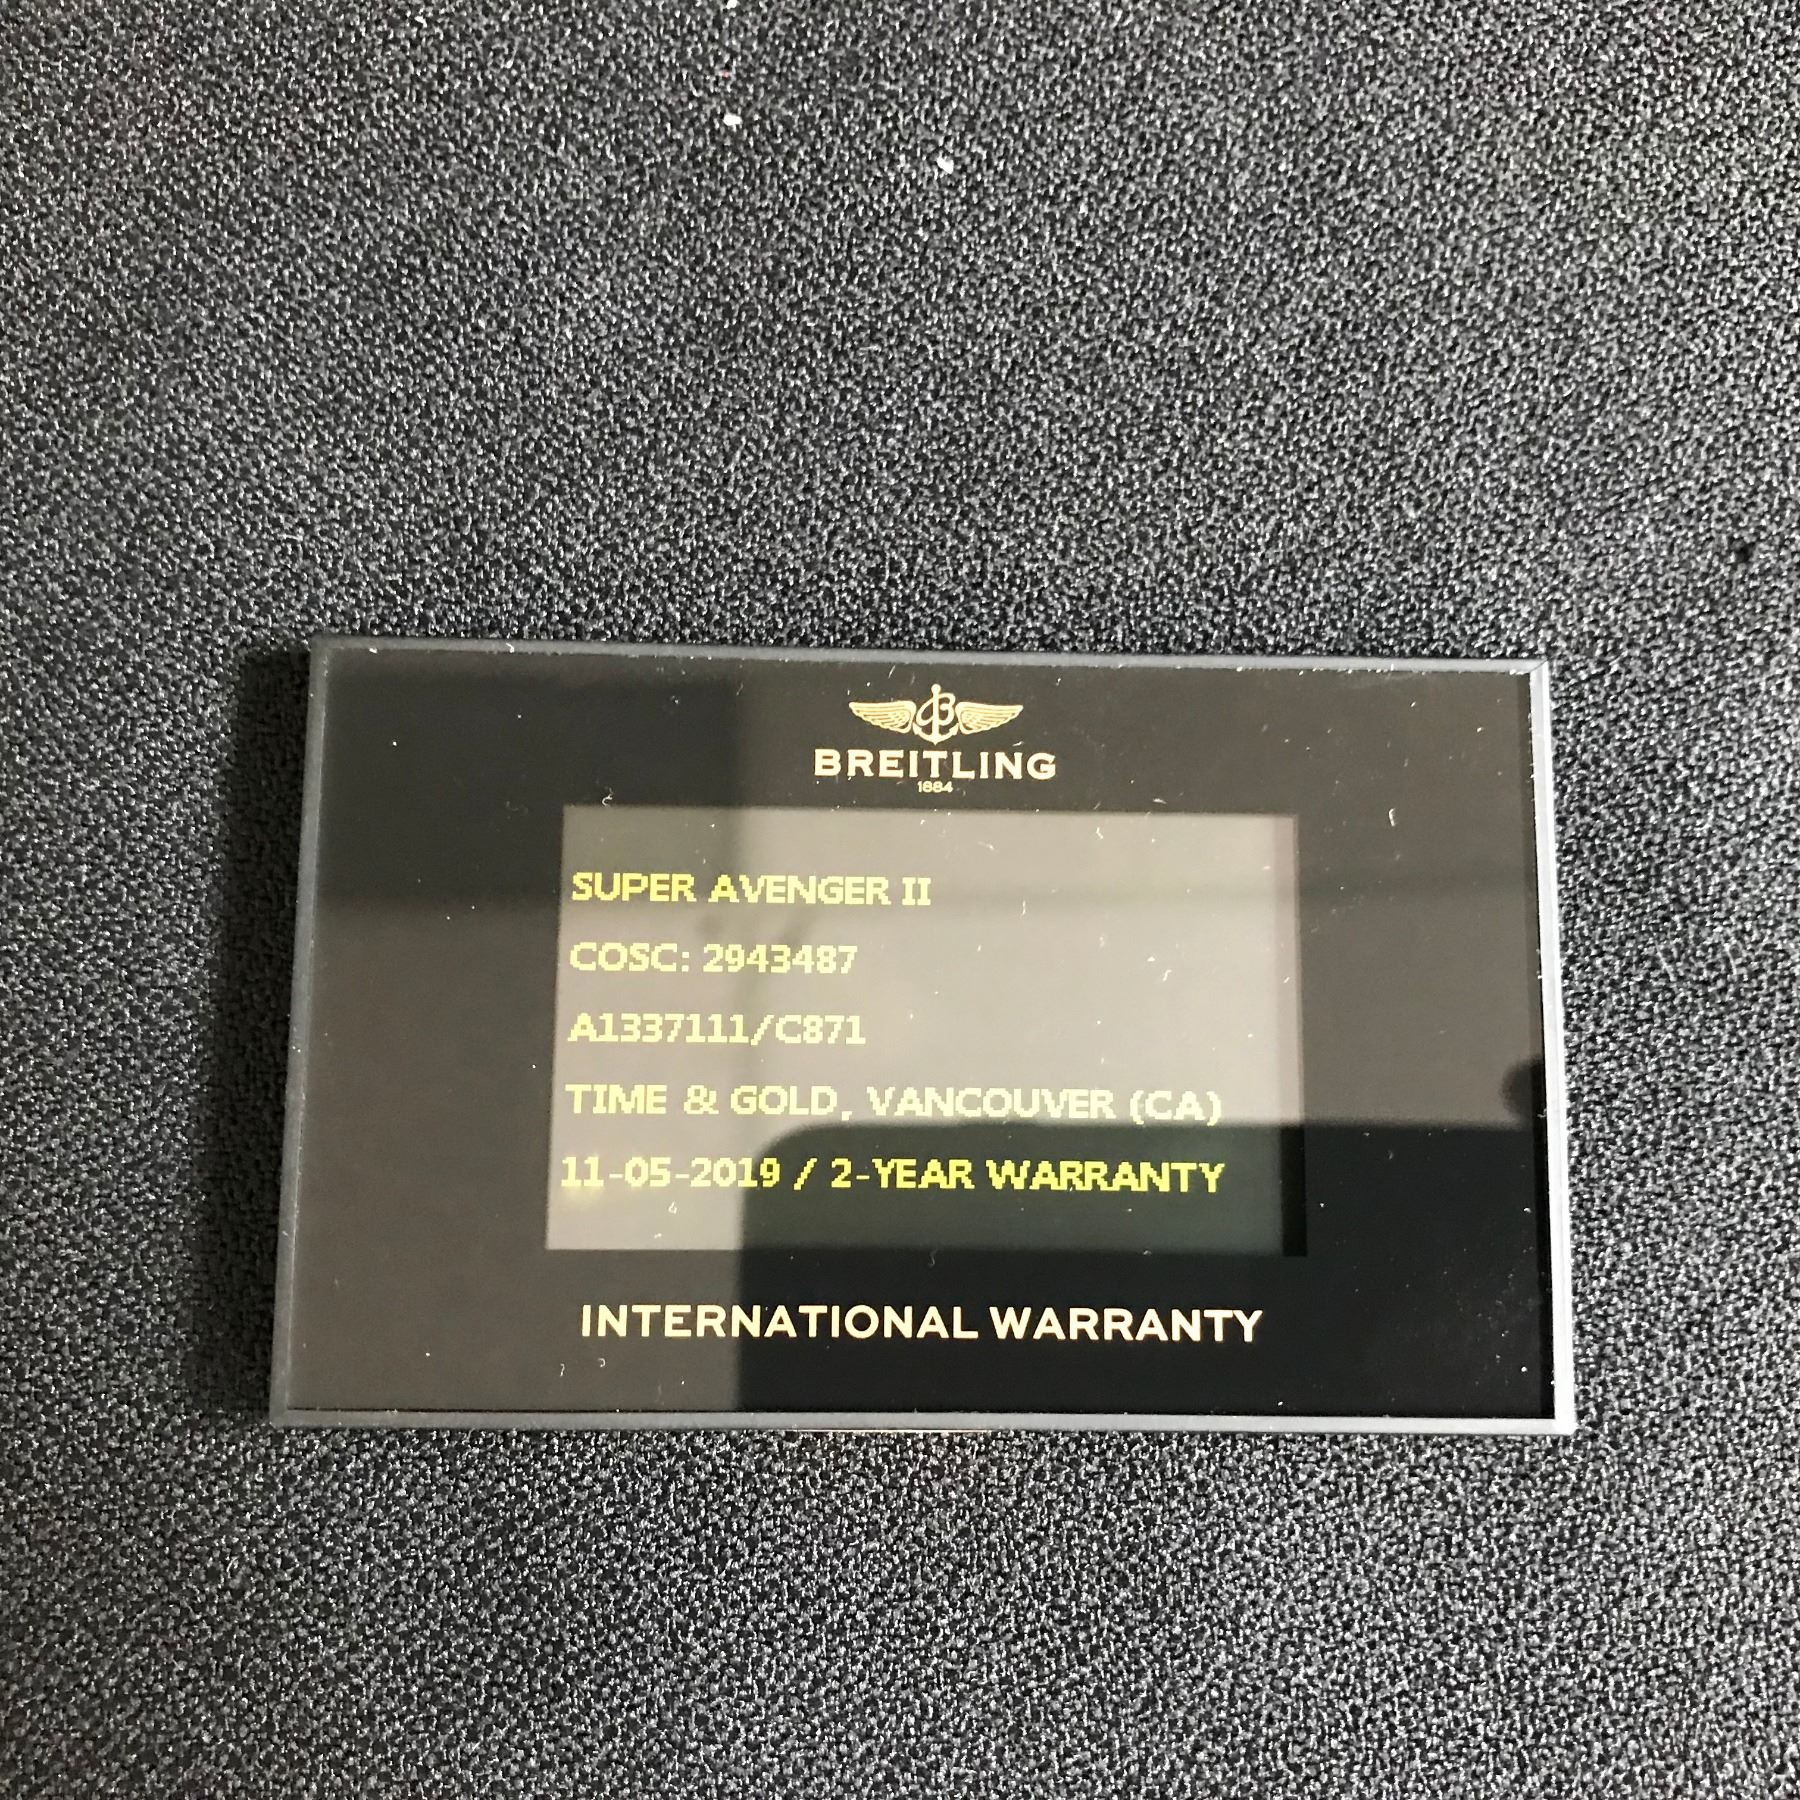 BREITLING
1884
SUPER AVENGER II
COSC: 2943487
A1337111/C871
TIME & GOLD, VANCOUVER (CA)
11-05-2019 / 2-YEAR WARRANTY
INTERNATIONAL WARRANTY